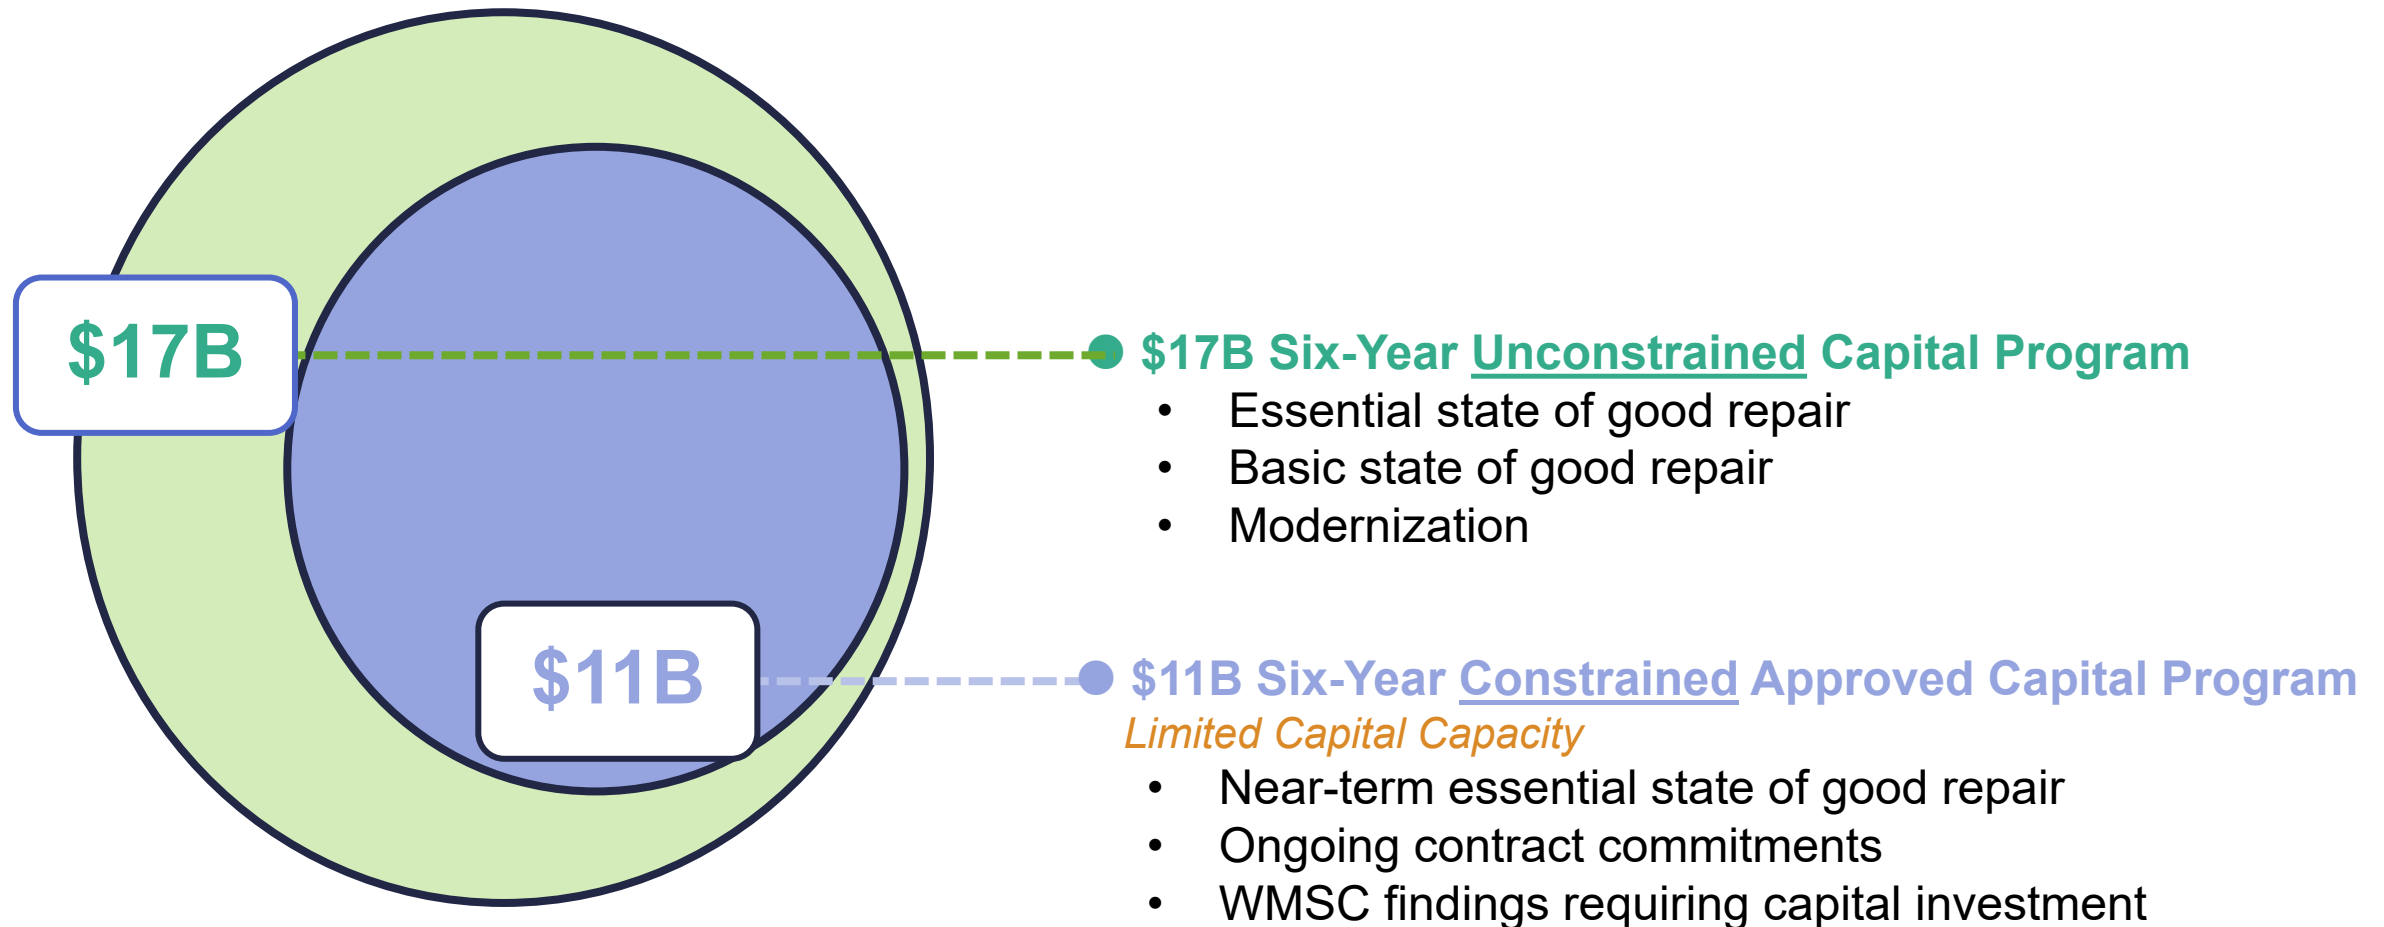 $17B
$17B Six-Year Unconstrained Capital Program
• Essential state of good repair
• Basic state of good repair
• Modernization
$11B
$11B Six-Year Constrained Approved Capital Program
Limited Capital Capacity
• Near-term essential state of good repair
• Ongoing contract commitments
• WMSC findings requiring capital investment